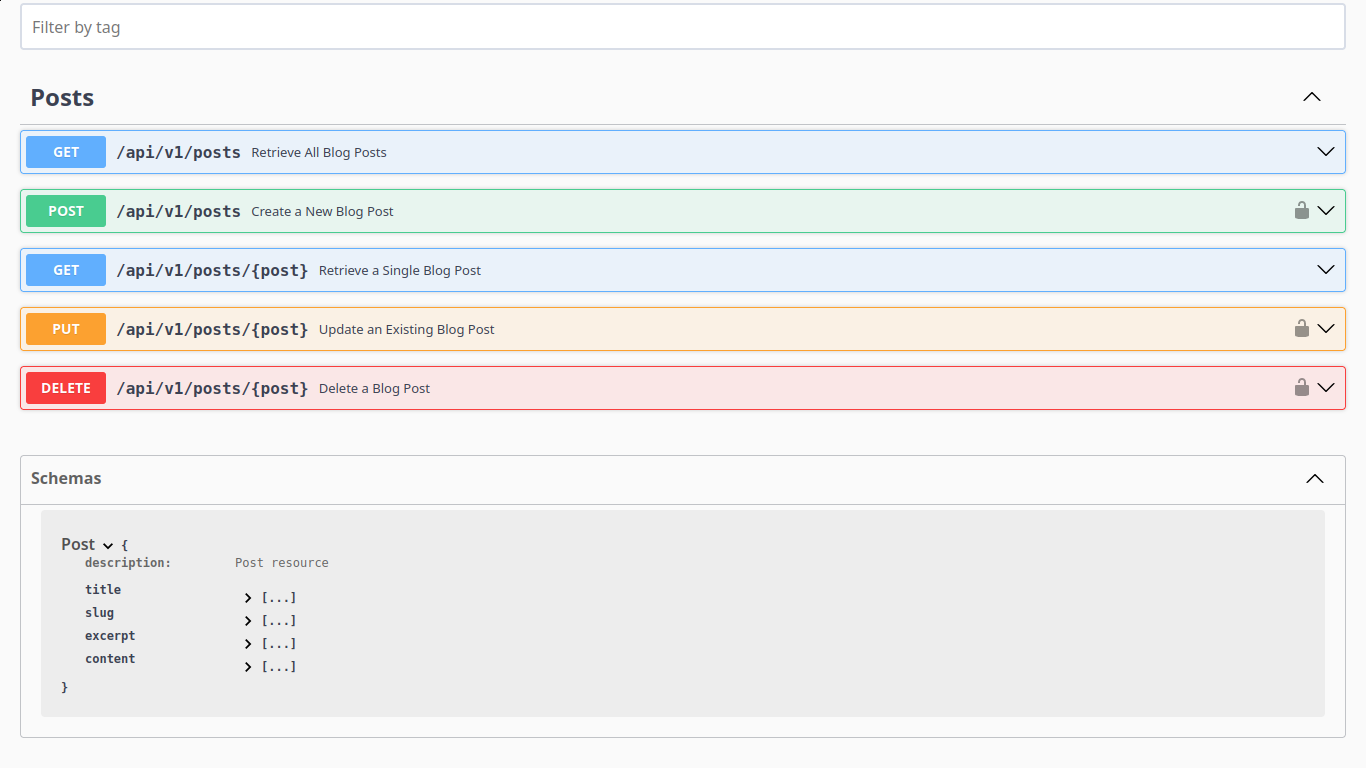 Filter by tag
Posts
GET /api/v1/posts Retrieve All Blog Posts
POST /api/v1/posts Create a New Blog Post
GET /api/v1/posts/{post} Retrieve a Single Blog Post
PUT /api/v1/posts/{post} Update an Existing Blog Post
DELETE /api/v1/posts/{post} Delete a Blog Post
Schemas
Post {
description: Post resource
title [...]
slug [...]
excerpt [...]
content [...]
}